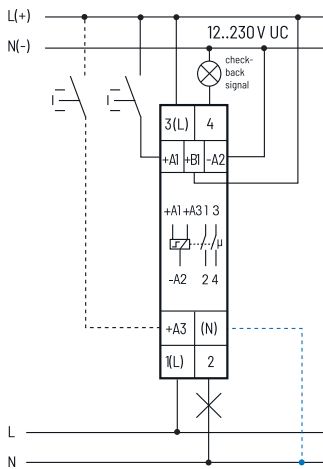 L(+)
N(-)
12..230V UC
check-
back
signal
3(L) 4
+A1 +B1 -A2
+A1 +A3 1 3
μ
-A2 2 4
+A3 (N)
1(L) 2
L
N